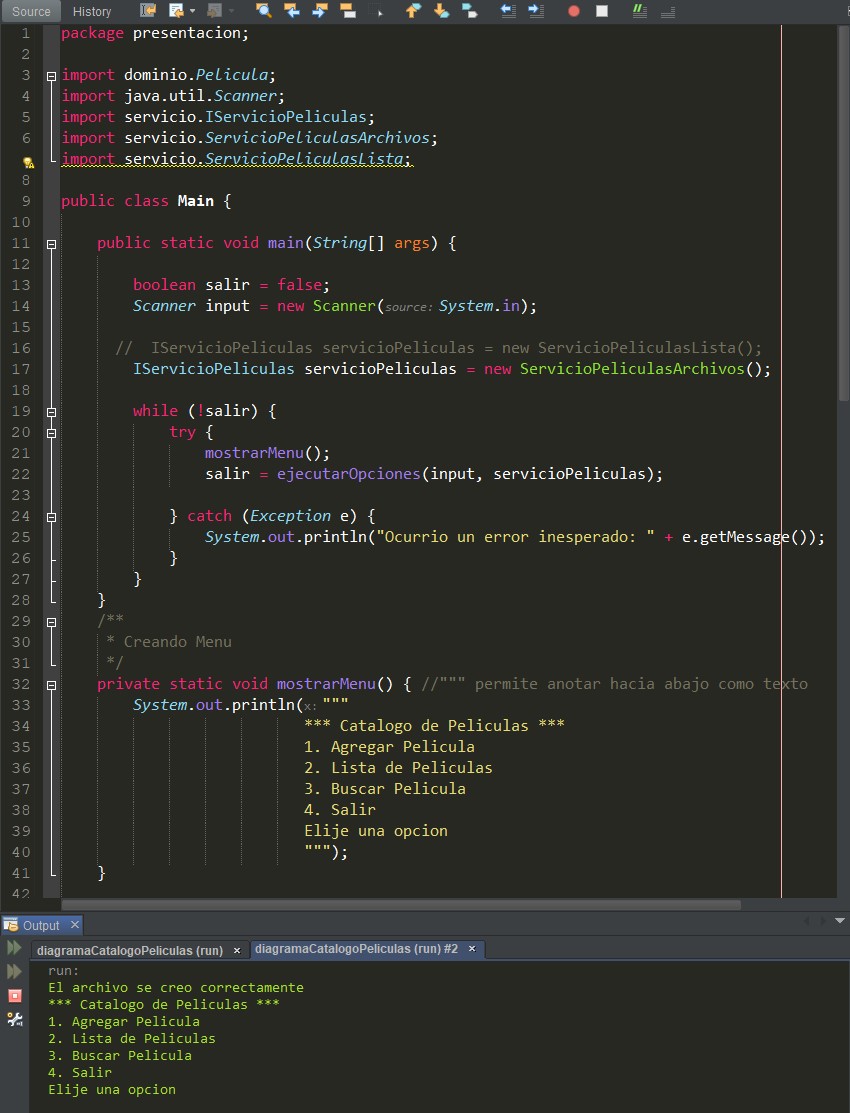 Source History
1 package presentacion;
2
3 import dominio.Pelicula;
4 import java.util.Scanner;
5 import servicio.IServicioPeliculas;
6 import servicio.ServicioPeliculasArchivos;
import servicio.ServicioPeliculasLista;
8
9 public class Main {
10
11 public static void main(String[] args) {
12
13 boolean salir = false;
14 Scanner input = new Scanner(source: System.in);
15
16 // IServicioPeliculas servicioPeliculas = new ServicioPeliculasLista();
17 IServicioPeliculas servicioPeliculas = new ServicioPeliculasArchivos();
18
19 while (!salir) {
20 try {
21 mostrarMenu();
22 salir = ejecutarOpciones(input, servicioPeliculas);
23
24 } catch (Exception e) {
25 System.out.println("Ocurrio un error inesperado: " + e.getMessage());
26 }
27 }
28 }
29 /**
30 * Creando Menu
31 */
32 private static void mostrarMenu() { //""" permite anotar hacia abajo como texto
33 System.out.println(x: """
34 *** Catalogo de Peliculas ***
35 1. Agregar Pelicula
36 2. Lista de Peliculas
37 3. Buscar Pelicula
38 4. Salir
39 Elije una opcion
40 """);
41 }
42
Output
diagramaCatalogoPeliculas (run) diagramaCatalogoPeliculas (run) #2
run:
El archivo se creo correctamente
*** Catalogo de Peliculas ***
1. Agregar Pelicula
2. Lista de Peliculas
3. Buscar Pelicula
4. Salir
Elije una opcion